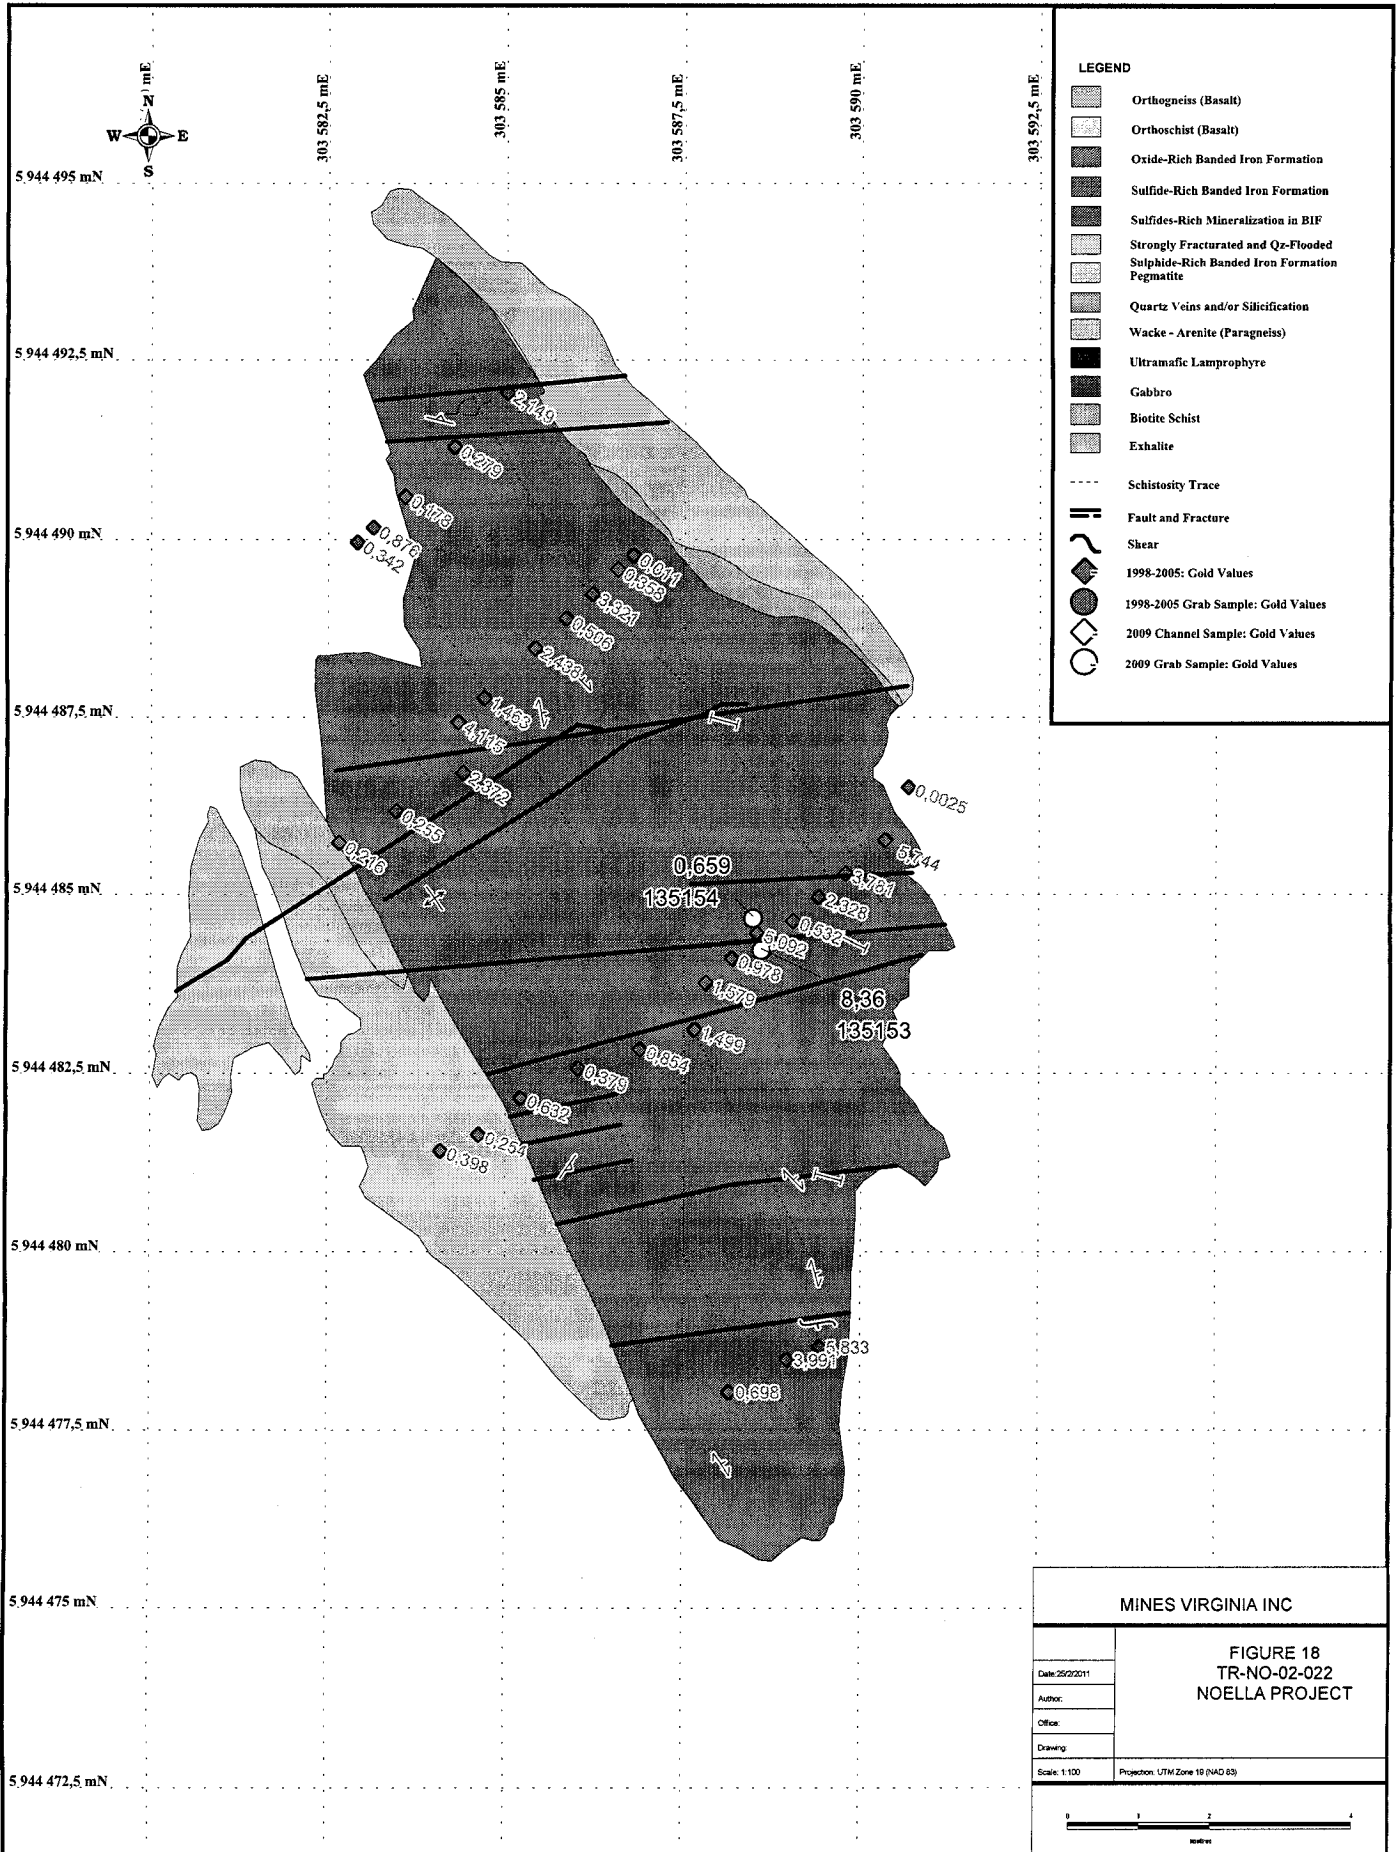 303 582,5 mE
303 585 mE
303 587,5 mE
303 590 mE
303 592,5 mE
mE
N
W E
S
5 944 495 mN
5 944 492,5 mN
5 944 490 mN
5 944 487,5 mN
5 944 485 mN
5 944 482,5 mN
5 944 480 mN
5 944 477,5 mN
5 944 475 mN
5 944 472,5 mN
2,149
0,279
0,178
0,876
0,342
0,011
0,358
3,321
0,506
2,438
1,463
4,115
2,372
0,255
0,216
0,0025
5,744
3,781
2,328
0,532
0,659
135154
5,092
0,978
1,579
8,36
135153
1,499
0,854
0,379
0,632
0,254
0,398
5,833
3,991
0,698
LEGEND
Orthogneiss (Basalt)
Orthoschist (Basalt)
Oxide-Rich Banded Iron Formation
Sulfide-Rich Banded Iron Formation
Sulfides-Rich Mineralization in BIF
Strongly Fracturated and Qz-Flooded
Sulphide-Rich Banded Iron Formation
Pegmatite
Quartz Veins and/or Silicification
Wacke - Arenite (Paragneiss)
Ultramafic Lamprophyre
Gabbro
Biotite Schist
Exhalite
Schistosity Trace
Fault and Fracture
Shear
1998-2005: Gold Values
1998-2005 Grab Sample: Gold Values
2009 Channel Sample: Gold Values
2009 Grab Sample: Gold Values
MINES VIRGINIA INC
FIGURE 18
TR-NO-02-022
NOELLA PROJECT
Date:25/2/2011
Author:
Office:
Drawing:
Scale: 1:100
Projection: UTM Zone 19 (NAD 83)
0 1 2 4
metres